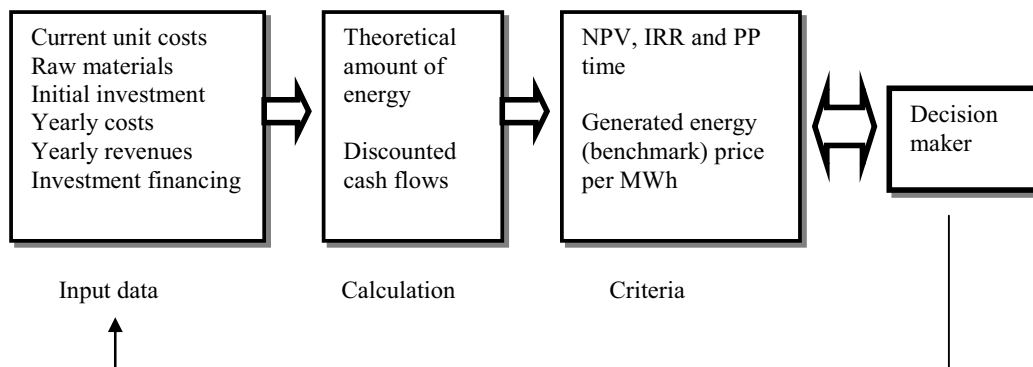 Current unit costs
Raw materials
Initial investment
Yearly costs
Yearly revenues
Investment financing
Theoretical
amount of
energy
Discounted
cash flows
NPV, IRR and PP
time
Generated energy
(benchmark) price
per MWh
Decision
maker
Input data
Calculation
Criteria